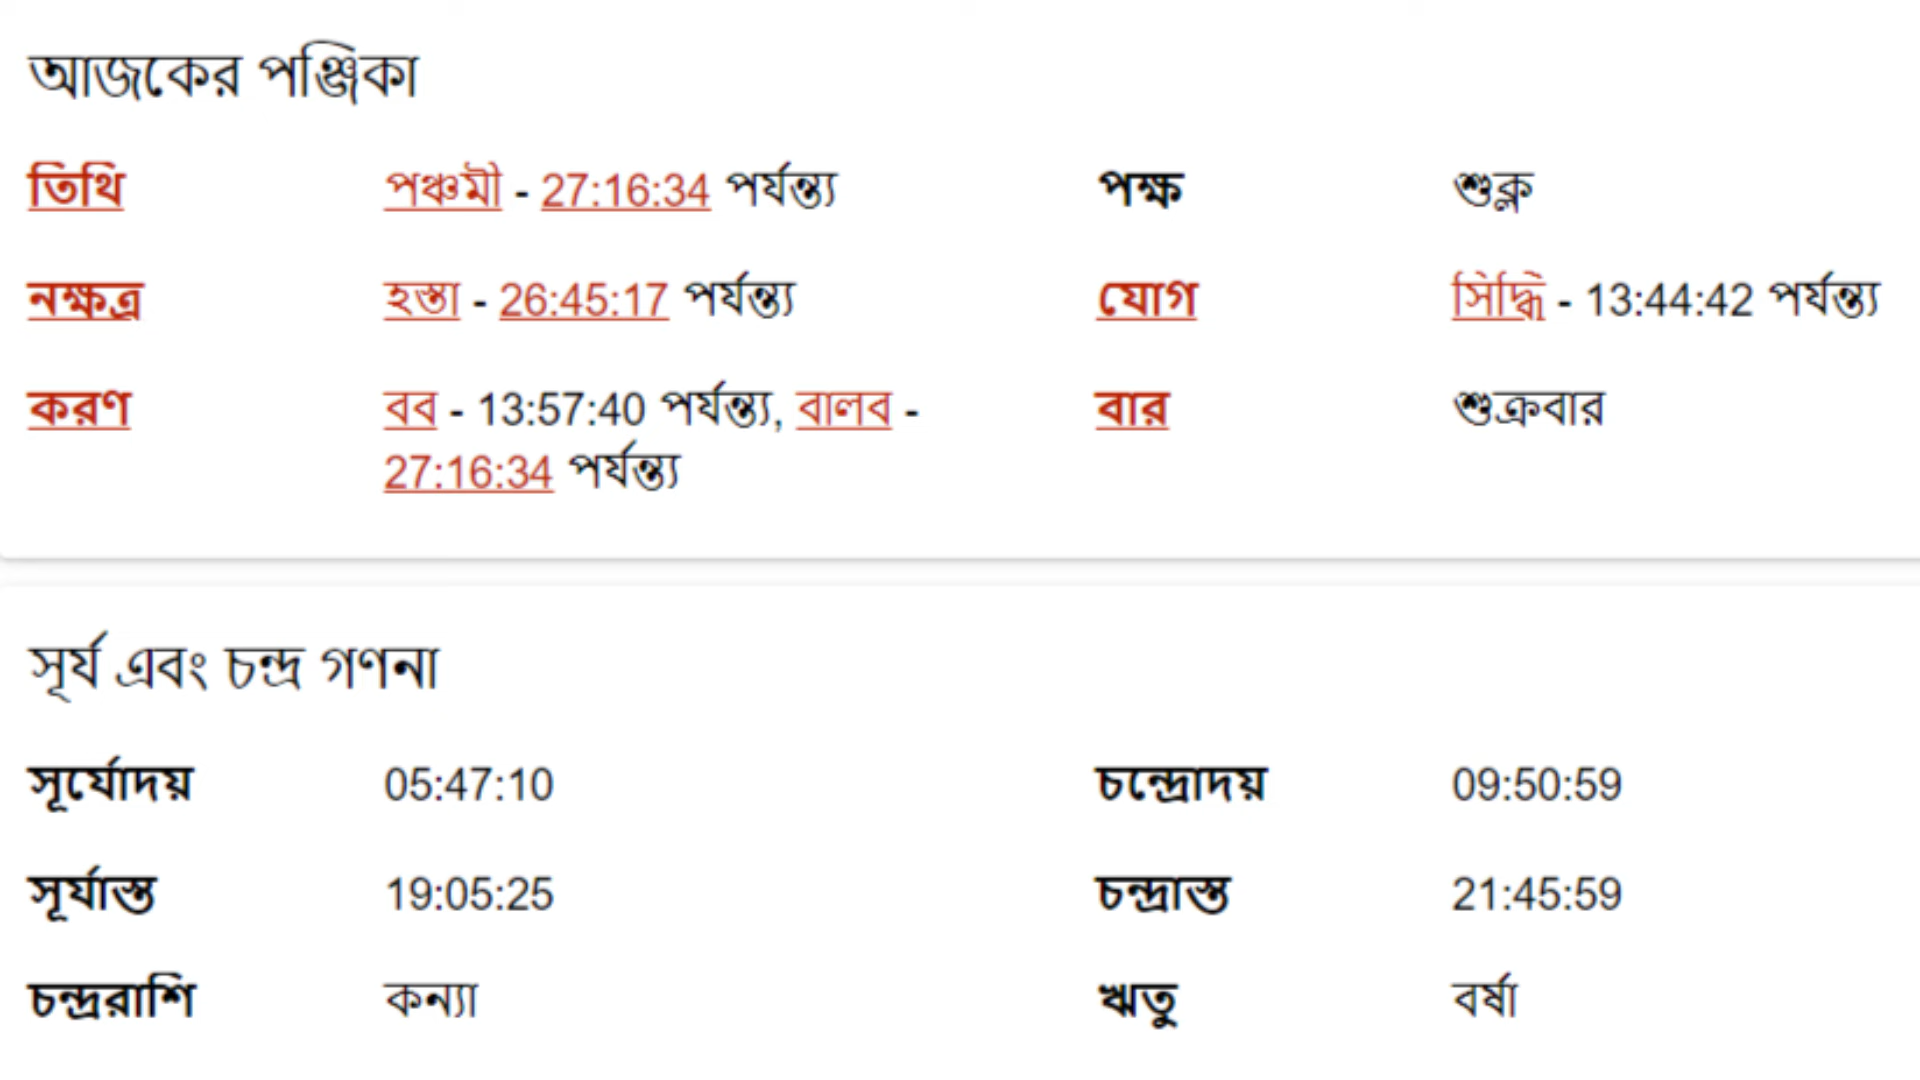 আজকের পঞ্জিকা
তিথি পঞ্চমী - 27:16:34 পর্যন্ত্য পক্ষ শুক্ল
নক্ষত্র হস্তা - 26:45:17 পর্যন্ত্য যোগ সিদ্ধি - 13:44:42 পর্যন্ত্য
করণ বব - 13:57:40 পর্যন্ত্য, বালব - বার শুক্রবার
27:16:34 পর্যন্ত্য
সূর্য এবং চন্দ্র গণনা
সূর্যোদয় 05:47:10 চন্দ্রোদয় 09:50:59
সূর্যাস্ত 19:05:25 চন্দ্রাস্ত 21:45:59
চন্দ্ররাশি কন্যা ঋতু বর্ষা